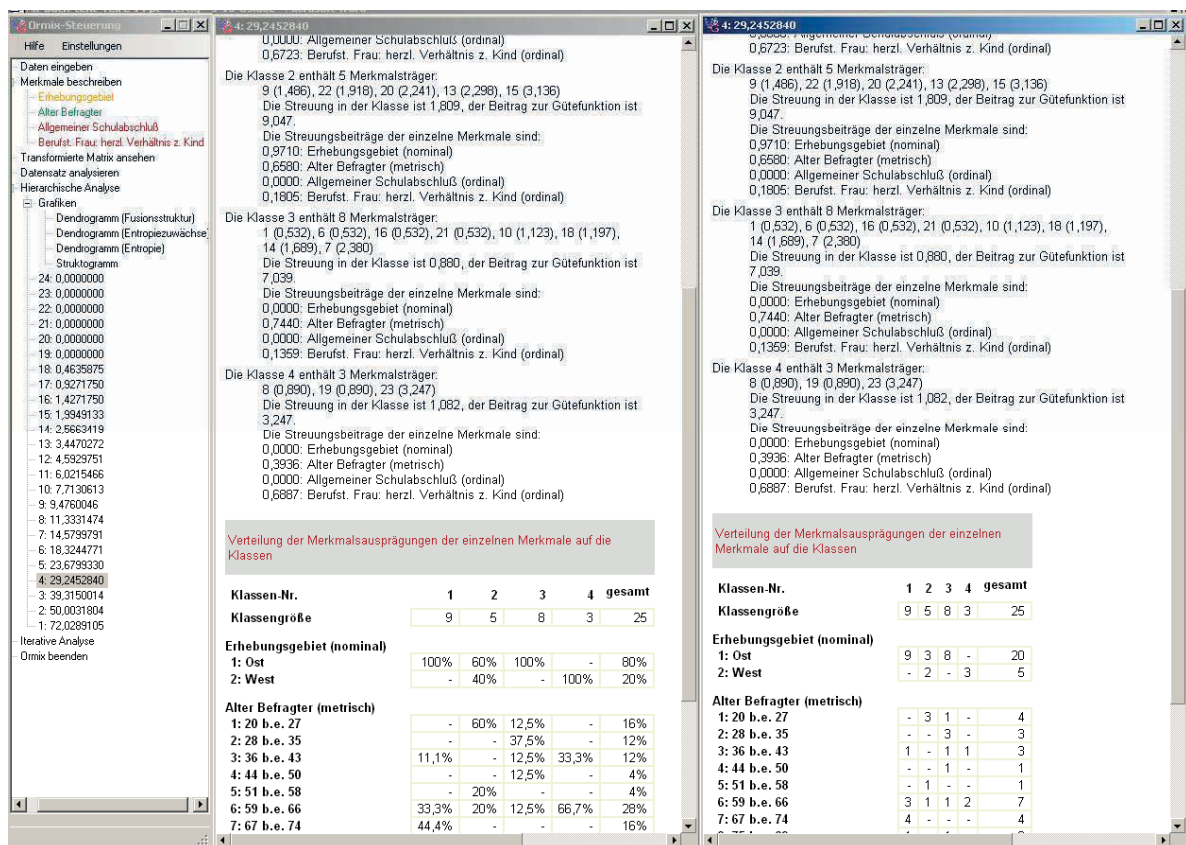 Ormix-Steuerung
Hilfe Einstellungen
Daten eingeben
Merkmale beschreiben
Erhebungsgebiet
Alter Befragter
Allgemeiner Schulabschluß
Berufst. Frau: herzl. Verhältnis z. Kind
Transformierte Matrix ansehen
Datensatz analysieren
Hierarchische Analyse
Grafiken
Dendrogramm (Fusionsstruktur)
Dendrogramm (Entropiezuwächse
Dendrogramm (Entropie)
Struktogramm
24: 0,0000000
23: 0,0000000
22: 0,0000000
21: 0,0000000
20: 0,0000000
19: 0,0000000
18: 0,4635875
17: 0,9271750
16: 1,4271750
15: 1,9949133
14: 2,5663419
13: 3,4470272
12: 4,5929751
11: 6,0215466
10: 7,7130613
9: 9,4760046
8: 11,3331474
7: 14,5799791
6: 18,3244771
5: 23,6799330
4: 29,2452840
3: 39,3150014
2: 50,0031804
1: 72,0289105
Iterative Analyse
Ormix beenden
4: 29,2452840
0,0000: Allgemeiner Schulabschluß (ordinal)
0,6723: Berufst. Frau: herzl. Verhältnis z. Kind (ordinal)
Die Klasse 2 enthält 5 Merkmalsträger:
9 (1,486), 22 (1,918), 20 (2,241), 13 (2,298), 15 (3,136)
Die Streuung in der Klasse ist 1,809, der Beitrag zur Gütefunktion ist
9,047.
Die Streuungsbeiträge der einzelne Merkmale sind:
0,9710: Erhebungsgebiet (nominal)
0,6580: Alter Befragter (metrisch)
0,0000: Allgemeiner Schulabschluß (ordinal)
0,1805: Berufst. Frau: herzl. Verhältnis z. Kind (ordinal)
Die Klasse 3 enthält 8 Merkmalsträger:
1 (0,532), 6 (0,532), 16 (0,532), 21 (0,532), 10 (1,123), 18 (1,197),
14 (1,689), 7 (2,380)
Die Streuung in der Klasse ist 0,880, der Beitrag zur Gütefunktion ist
7,039.
Die Streuungsbeiträge der einzelne Merkmale sind:
0,0000: Erhebungsgebiet (nominal)
0,7440: Alter Befragter (metrisch)
0,0000: Allgemeiner Schulabschluß (ordinal)
0,1359: Berufst. Frau: herzl. Verhältnis z. Kind (ordinal)
Die Klasse 4 enthält 3 Merkmalsträger:
8 (0,890), 19 (0,890), 23 (3,247)
Die Streuung in der Klasse ist 1,082, der Beitrag zur Gütefunktion ist
3,247.
Die Streuungsbeiträge der einzelne Merkmale sind:
0,0000: Erhebungsgebiet (nominal)
0,3936: Alter Befragter (metrisch)
0,0000: Allgemeiner Schulabschluß (ordinal)
0,6887: Berufst. Frau: herzl. Verhältnis z. Kind (ordinal)
Verteilung der Merkmalsausprägungen der einzelnen Merkmale auf die
Klassen
Klassen-Nr. 1 2 3 4 gesamt
Klassengröße 9 5 8 3 25
Erhebungsgebiet (nominal)
1: Ost 100% 60% 100% - 80%
2: West - 40% - 100% 20%
Alter Befragter (metrisch)
1: 20 b.e. 27 - 60% 12,5% - 16%
2: 28 b.e. 35 - - 37,5% - 12%
3: 36 b.e. 43 11,1% - 12,5% 33,3% 12%
4: 44 b.e. 50 - - 12,5% - 4%
5: 51 b.e. 58 - 20% - - 4%
6: 59 b.e. 66 33,3% 20% 12,5% 66,7% 28%
7: 67 b.e. 74 44,4% - - - 16%
4: 29,2452840
0,6723: Berufst. Frau: herzl. Verhältnis z. Kind (ordinal)
Die Klasse 2 enthält 5 Merkmalsträger:
9 (1,486), 22 (1,918), 20 (2,241), 13 (2,298), 15 (3,136)
Die Streuung in der Klasse ist 1,809, der Beitrag zur Gütefunktion ist
9,047.
Die Streuungsbeiträge der einzelne Merkmale sind:
0,9710: Erhebungsgebiet (nominal)
0,6580: Alter Befragter (metrisch)
0,0000: Allgemeiner Schulabschluß (ordinal)
0,1805: Berufst. Frau: herzl. Verhältnis z. Kind (ordinal)
Die Klasse 3 enthält 8 Merkmalsträger:
1 (0,532), 6 (0,532), 16 (0,532), 21 (0,532), 10 (1,123), 18 (1,197),
14 (1,689), 7 (2,380)
Die Streuung in der Klasse ist 0,880, der Beitrag zur Gütefunktion ist
7,039.
Die Streuungsbeiträge der einzelne Merkmale sind:
0,0000: Erhebungsgebiet (nominal)
0,7440: Alter Befragter (metrisch)
0,0000: Allgemeiner Schulabschluß (ordinal)
0,1359: Berufst. Frau: herzl. Verhältnis z. Kind (ordinal)
Die Klasse 4 enthält 3 Merkmalsträger:
8 (0,890), 19 (0,890), 23 (3,247)
Die Streuung in der Klasse ist 1,082, der Beitrag zur Gütefunktion ist
3,247.
Die Streuungsbeiträge der einzelne Merkmale sind:
0,0000: Erhebungsgebiet (nominal)
0,3936: Alter Befragter (metrisch)
0,0000: Allgemeiner Schulabschluß (ordinal)
0,6887: Berufst. Frau: herzl. Verhältnis z. Kind (ordinal)
Verteilung der Merkmalsausprägungen der einzelnen
Merkmale auf die Klassen
Klassen-Nr. 1 2 3 4 gesamt
Klassengröße 9 5 8 3 25
Erhebungsgebiet (nominal)
1: Ost 9 3 8 - 20
2: West - 2 - 3 5
Alter Befragter (metrisch)
1: 20 b.e. 27 - 3 1 - 4
2: 28 b.e. 35 - - 3 - 3
3: 36 b.e. 43 1 - 1 1 3
4: 44 b.e. 50 - - 1 - 1
5: 51 b.e. 58 - 1 - - 1
6: 59 b.e. 66 3 1 1 2 7
7: 67 b.e. 74 4 - - - 4